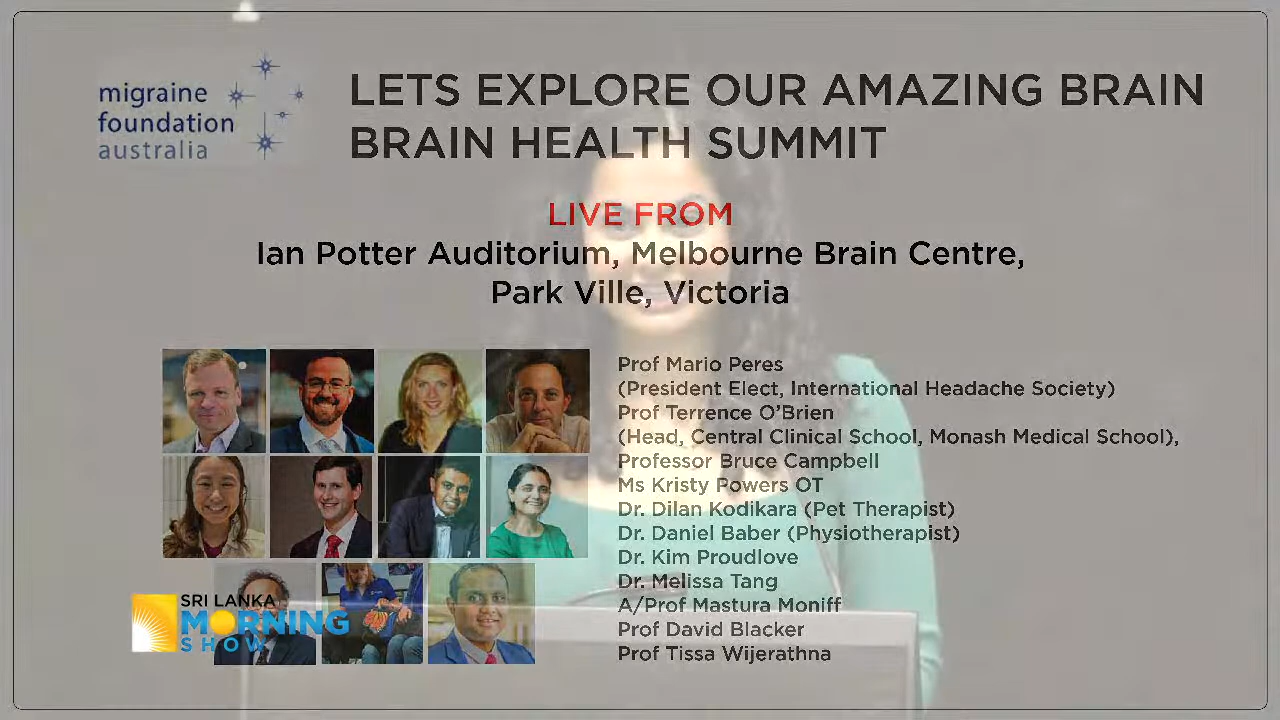 migraine
foundation
australia
LETS EXPLORE OUR AMAZING BRAIN
BRAIN HEALTH SUMMIT
LIVE FROM
Ian Potter Auditorium, Melbourne Brain Centre,
Park Ville, Victoria
Prof Mario Peres
(President Elect, International Headache Society)
Prof Terrence O'Brien
(Head, Central Clinical School, Monash Medical School),
Professor Bruce Campbell
Ms Kristy Powers OT
Dr. Dilan Kodikara (Pet Therapist)
Dr. Daniel Baber (Physiotherapist)
Dr. Kim Proudlove
Dr. Melissa Tang
A/Prof Mastura Moniff
Prof David Blacker
Prof Tissa Wijerathna
SRI LANKA
MORNING
SHOW